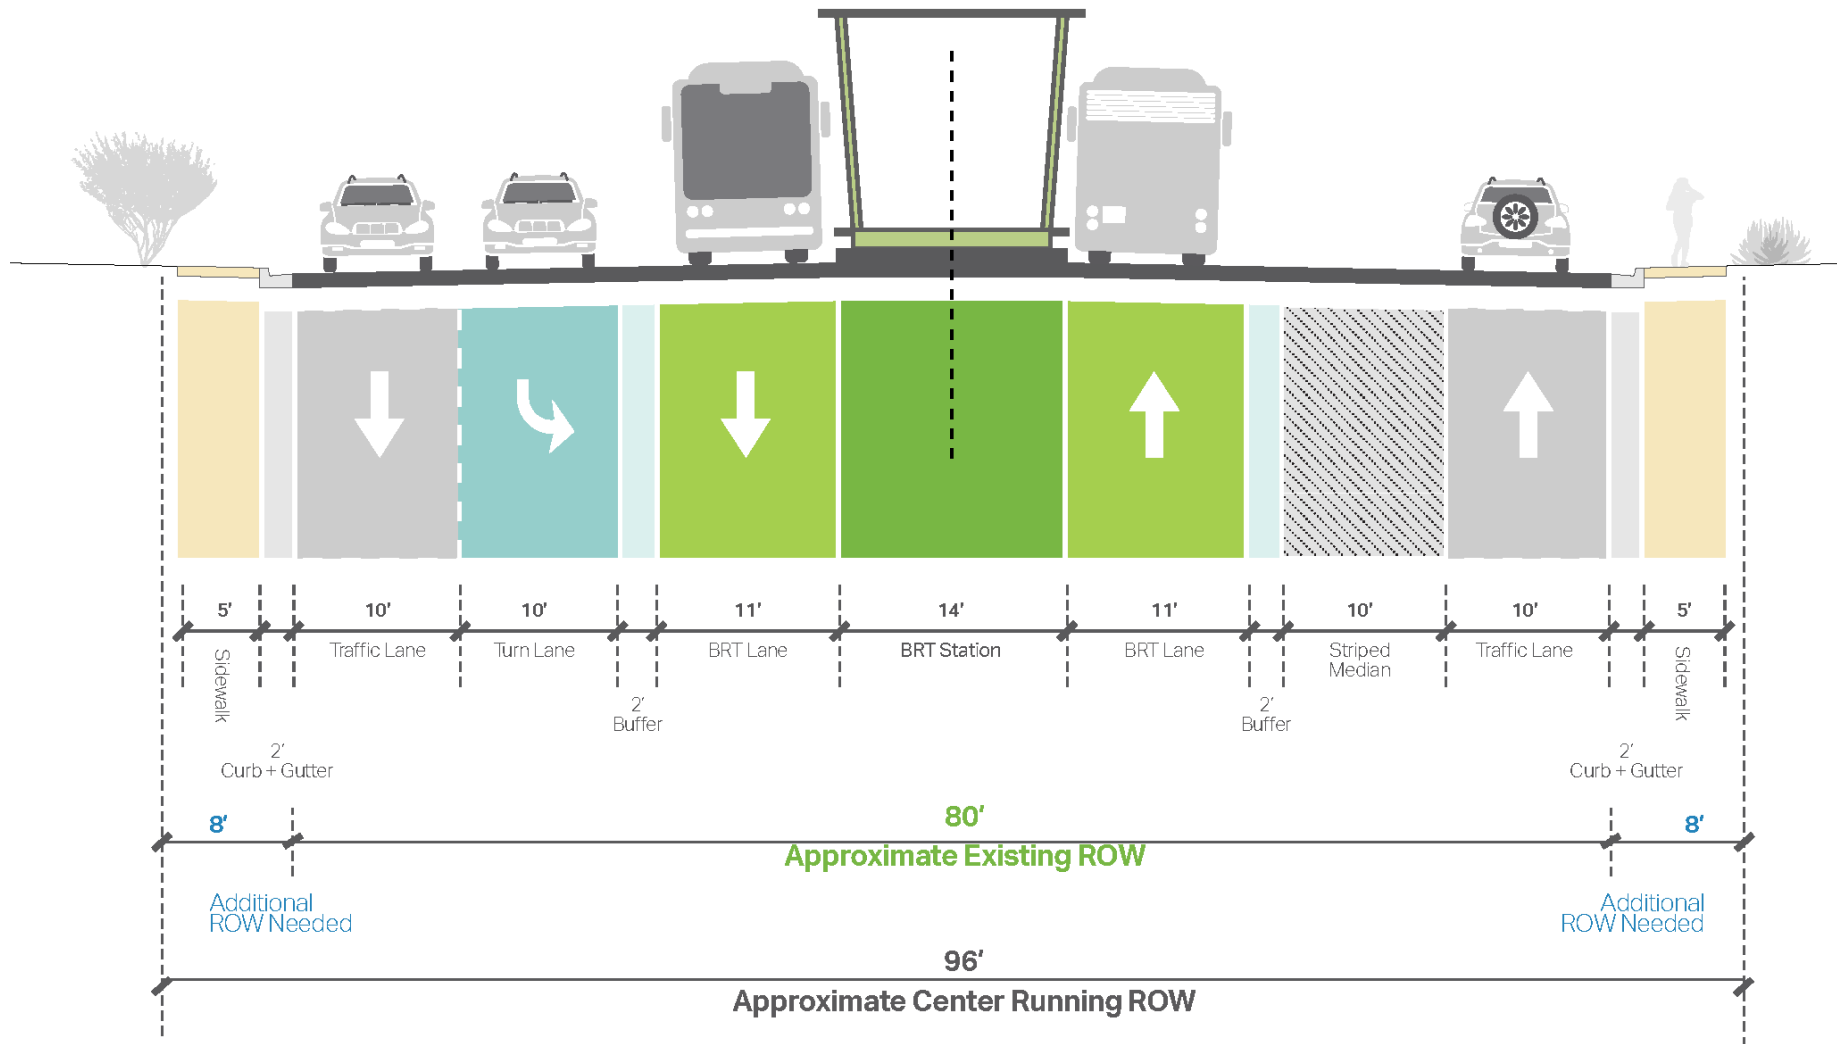 5'
10'
10'
11'
14'
11'
10'
10'
5'
Sidewalk
Traffic Lane
Turn Lane
BRT Lane
BRT Station
BRT Lane
Striped
Median
Traffic Lane
Sidewalk
2'
Buffer
2'
Buffer
2'
Curb + Gutter
2'
Curb + Gutter
8'
80'
8'
Approximate Existing ROW
Additional
ROW Needed
Additional
ROW Needed
96'
Approximate Center Running ROW